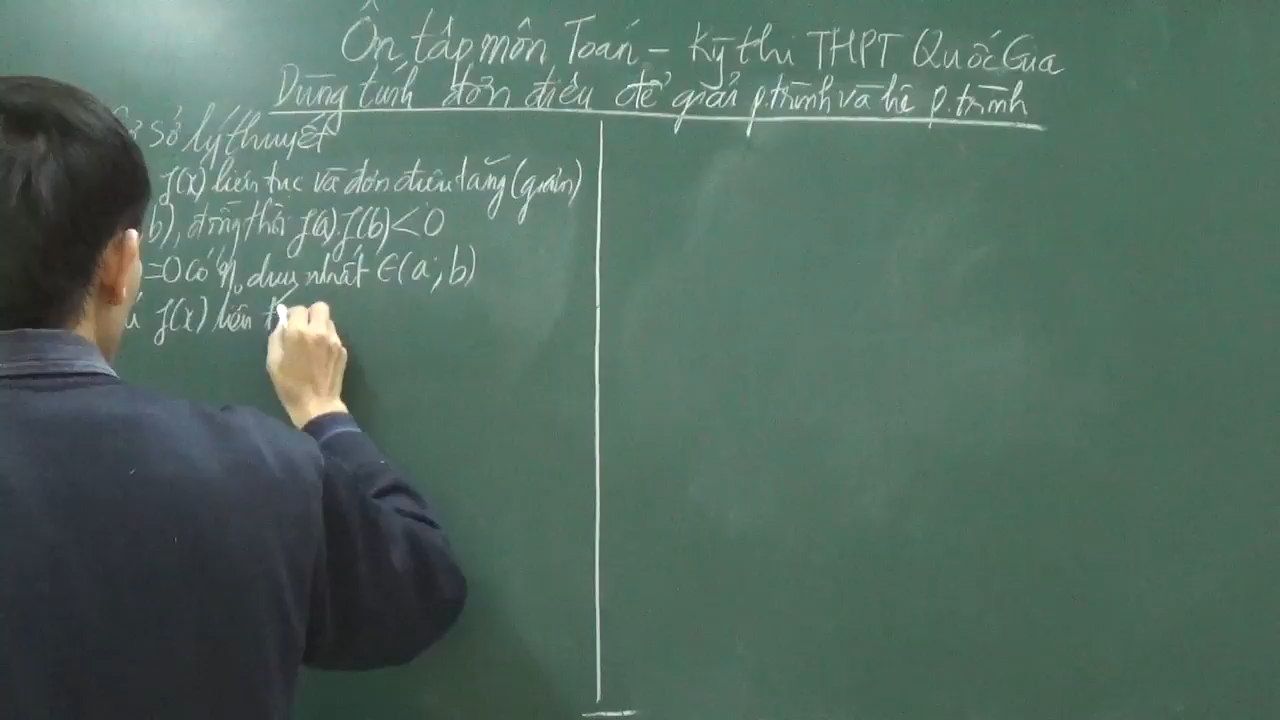 Ôn tập môn Toán - Kỳ thi THPT Quốc Gia
Dùng tính đơn điệu để giải p.trình và hệ p.trình
sở lý thuyết
f(x) liên tục và đơn điệu tăng (giảm)
b), đồng thời f(a).f(b)<0
=0 có n₀ duy nhất ∈(a;b)
f(x) liên t